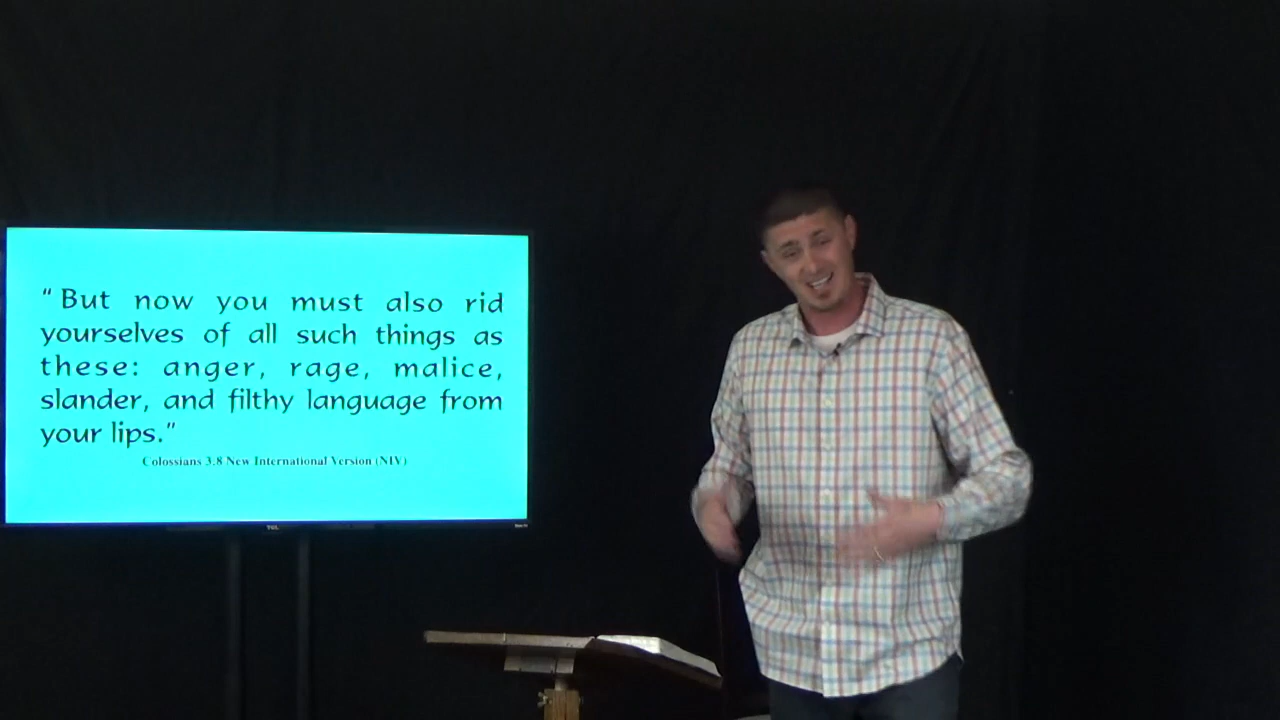 “ But now you must also rid
yourselves of all such things as
these: anger, rage, malice,
slander, and filthy language from
your lips.”
Colossians 3.8 New International Version (NIV)
TCL